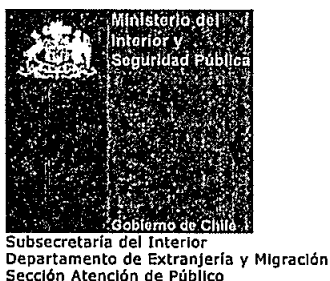 Ministerio del
Interior y
Seguridad Pública
Gobierno de Chile
Subsecretaría del Interior
Departamento de Extranjería y Migración
Sección Atención de Público